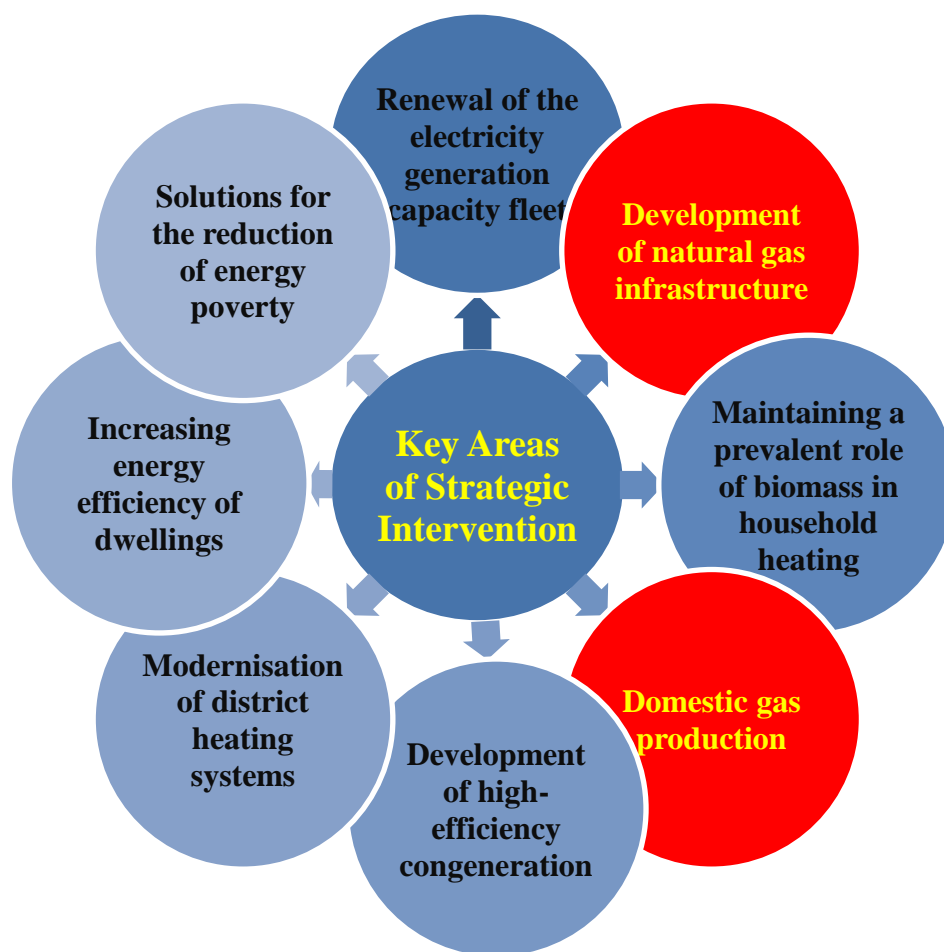 Renewal of the
electricity
generation
capacity fleet
Development
of natural gas
infrastructure
Maintaining a
prevalent role
of biomass in
household
heating
Domestic gas
production
Development
of high-
efficiency
congeneration
Modernisation
of district
heating
systems
Increasing
energy
efficiency of
dwellings
Solutions for
the reduction
of energy
poverty
Key Areas
of Strategic
Intervention